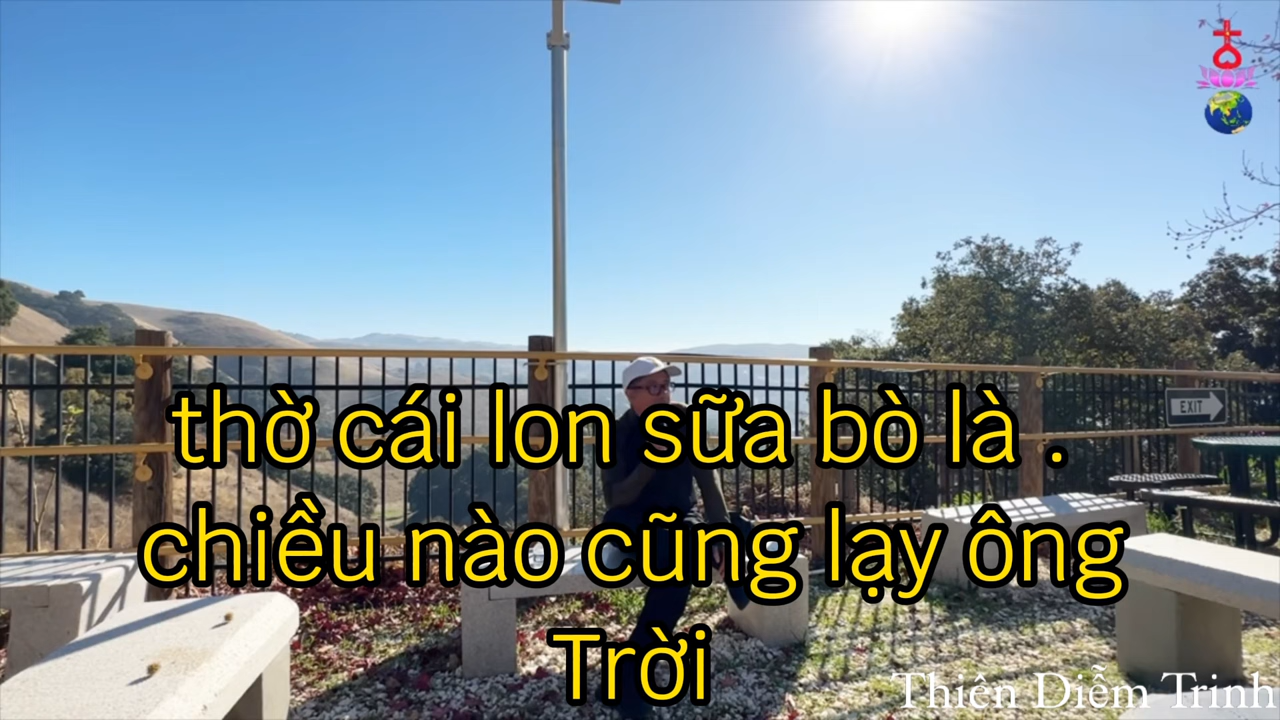 EXIT
thờ cái lon sữa bò là .
chiều nào cũng lạy ông
Trời
Thiên Diễm Trinh